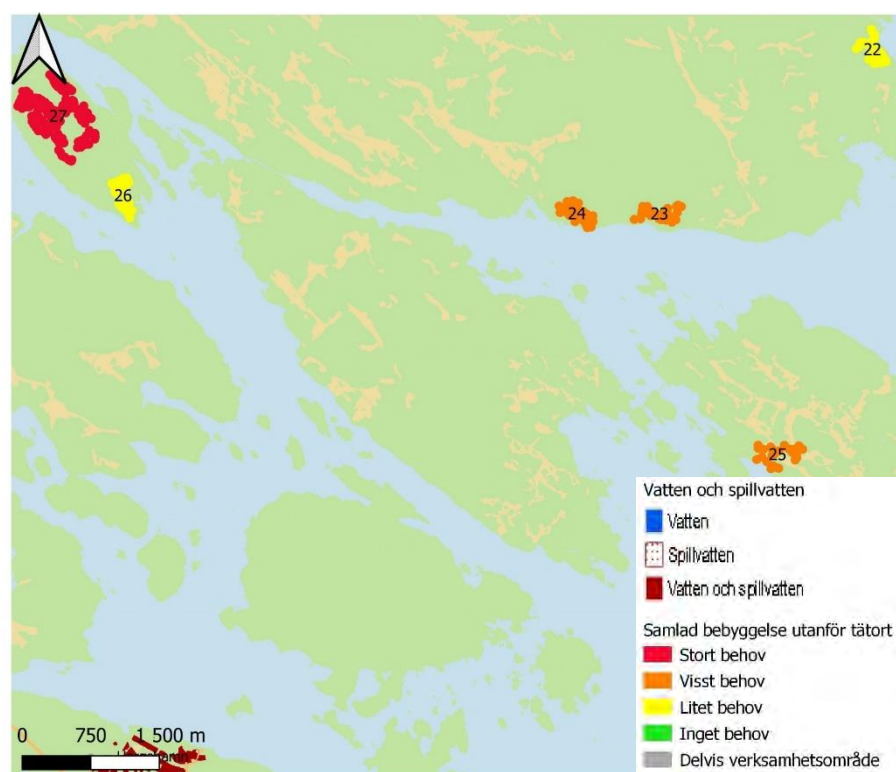 22
27
26
24
23
25
Vatten och spillvatten
Vatten
Spillvatten
Vatten och spillvatten
Samlad bebyggelse utanför tätort
Stort behov
Visst behov
Litet behov
Inget behov
Delvis verksamhetsområde
0 750 1 500 m